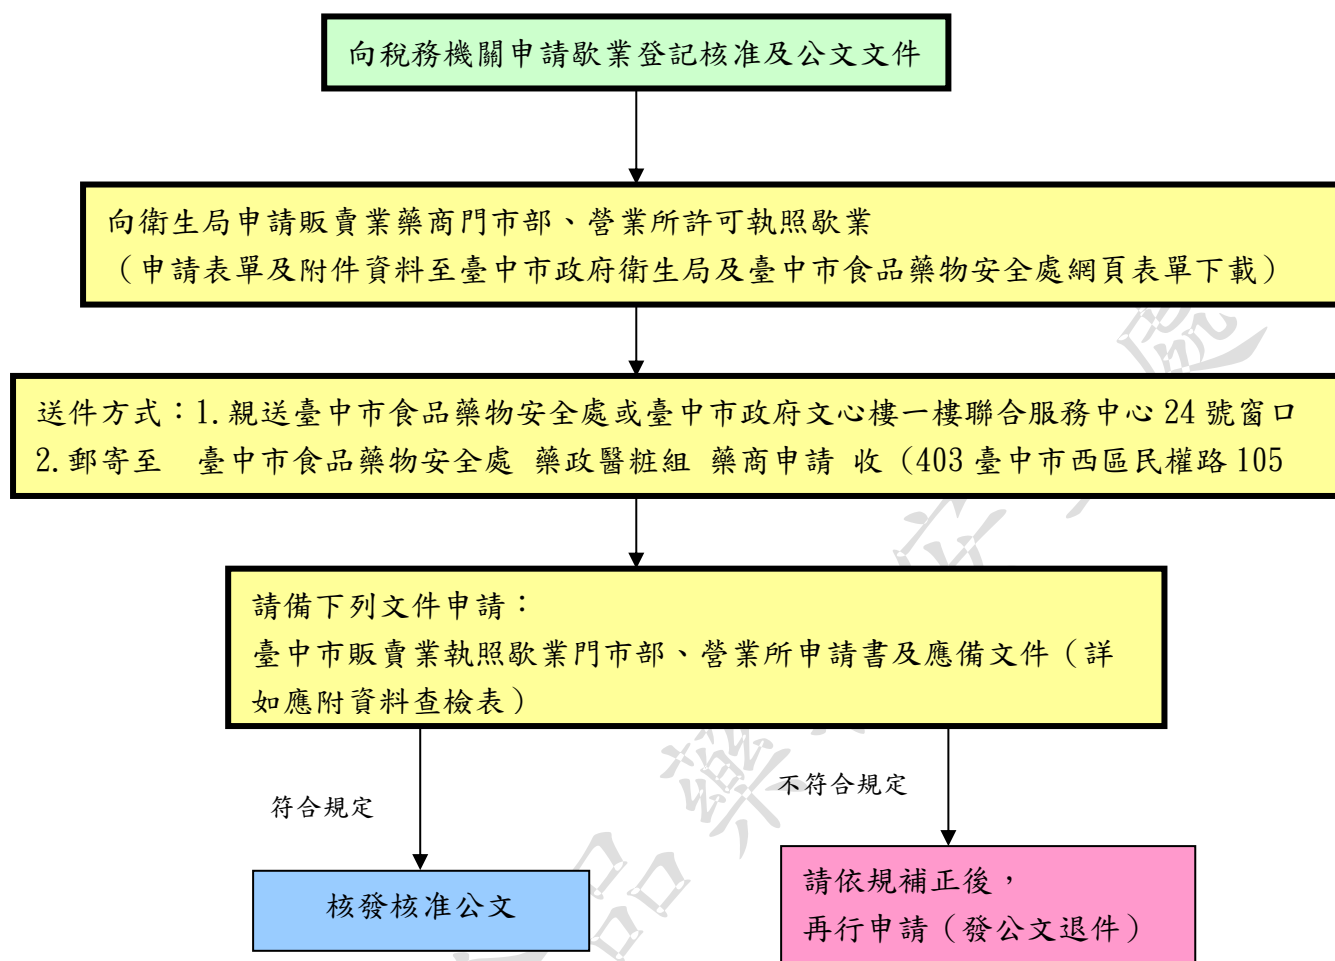 向稅務機關申請歇業登記核准及公文文件
向衛生局申請販賣業藥商門市部、營業所許可執照歇業
（申請表單及附件資料至臺中市政府衛生局及臺中市食品藥物安全處網頁表單下載）
送件方式：1.親送臺中市食品藥物安全處或臺中市政府文心樓一樓聯合服務中心 24 號窗口
2.郵寄至　臺中市食品藥物安全處 藥政醫粧組 藥商申請 收（403 臺中市西區民權路 105
請備下列文件申請：
臺中市販賣業執照歇業門市部、營業所申請書及應備文件（詳
如應附資料查檢表）
符合規定
不符合規定
核發核准公文
請依規補正後，
再行申請（發公文退件）